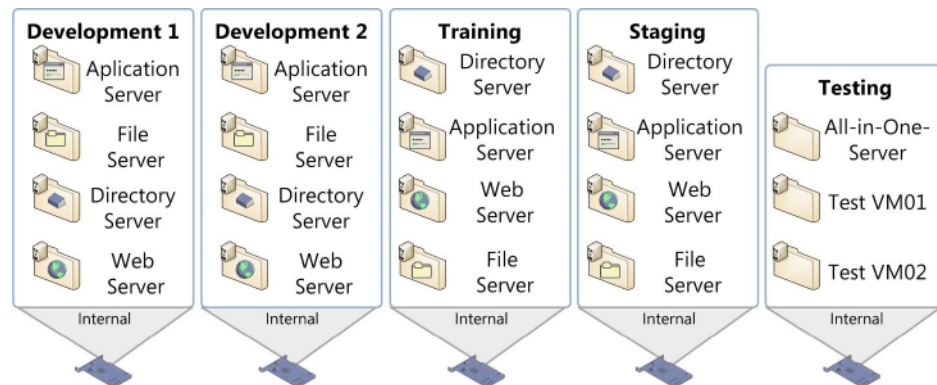 Development 1
Aplication
Server
File
Server
Directory
Server
Web
Server
Internal
Development 2
Aplication
Server
File
Server
Directory
Server
Web
Server
Internal
Training
Directory
Server
Application
Server
Web
Server
File
Server
Internal
Staging
Directory
Server
Application
Server
Web
Server
File
Server
Internal
Testing
All-in-One-
Server
Test VM01
Test VM02
Internal